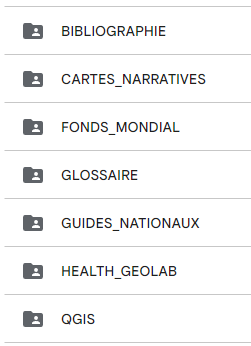 BIBLIOGRAPHIE
CARTES_NARRATIVES
FONDS_MONDIAL
GLOSSAIRE
GUIDES_NATIONAUX
HEALTH_GEOLAB
QGIS